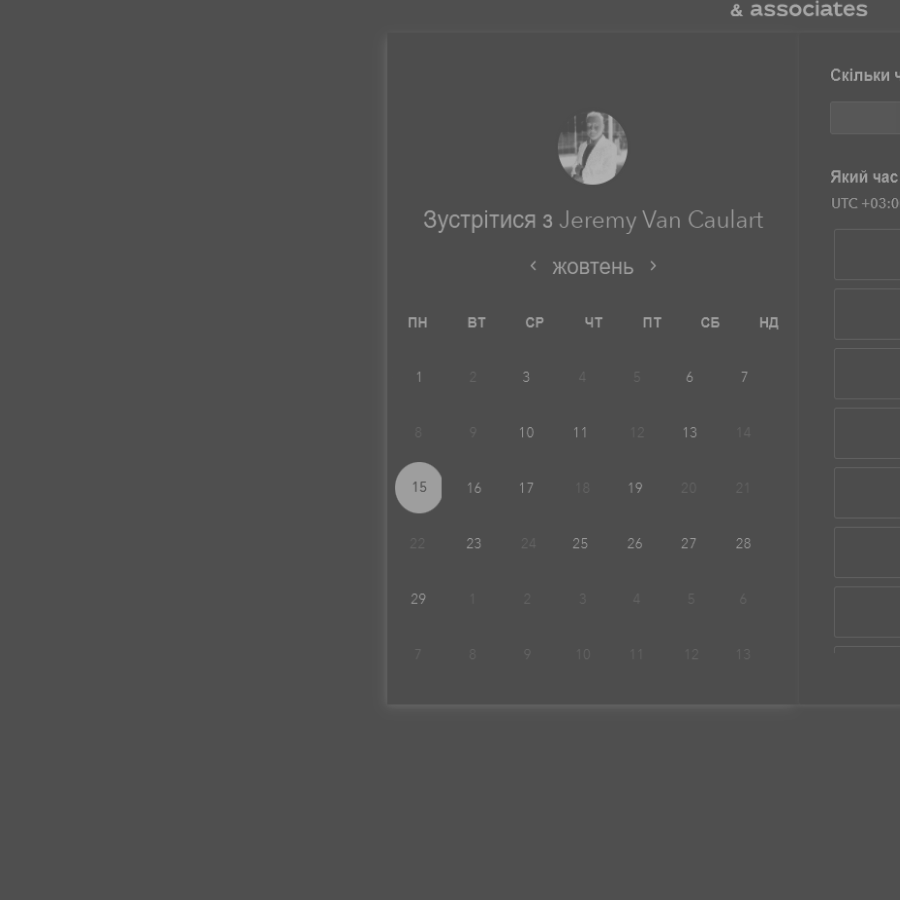 & associates
Зустрітися з Jeremy Van Caulart
жовтень
ПН ВТ СР ЧТ ПТ СБ НД
1 2 3 4 5 6 7
8 9 10 11 12 13 14
15 16 17 18 19 20 21
22 23 24 25 26 27 28
29 1 2 3 4 5 6
7 8 9 10 11 12 13
Скільки ч
Який час
UTC +03:0